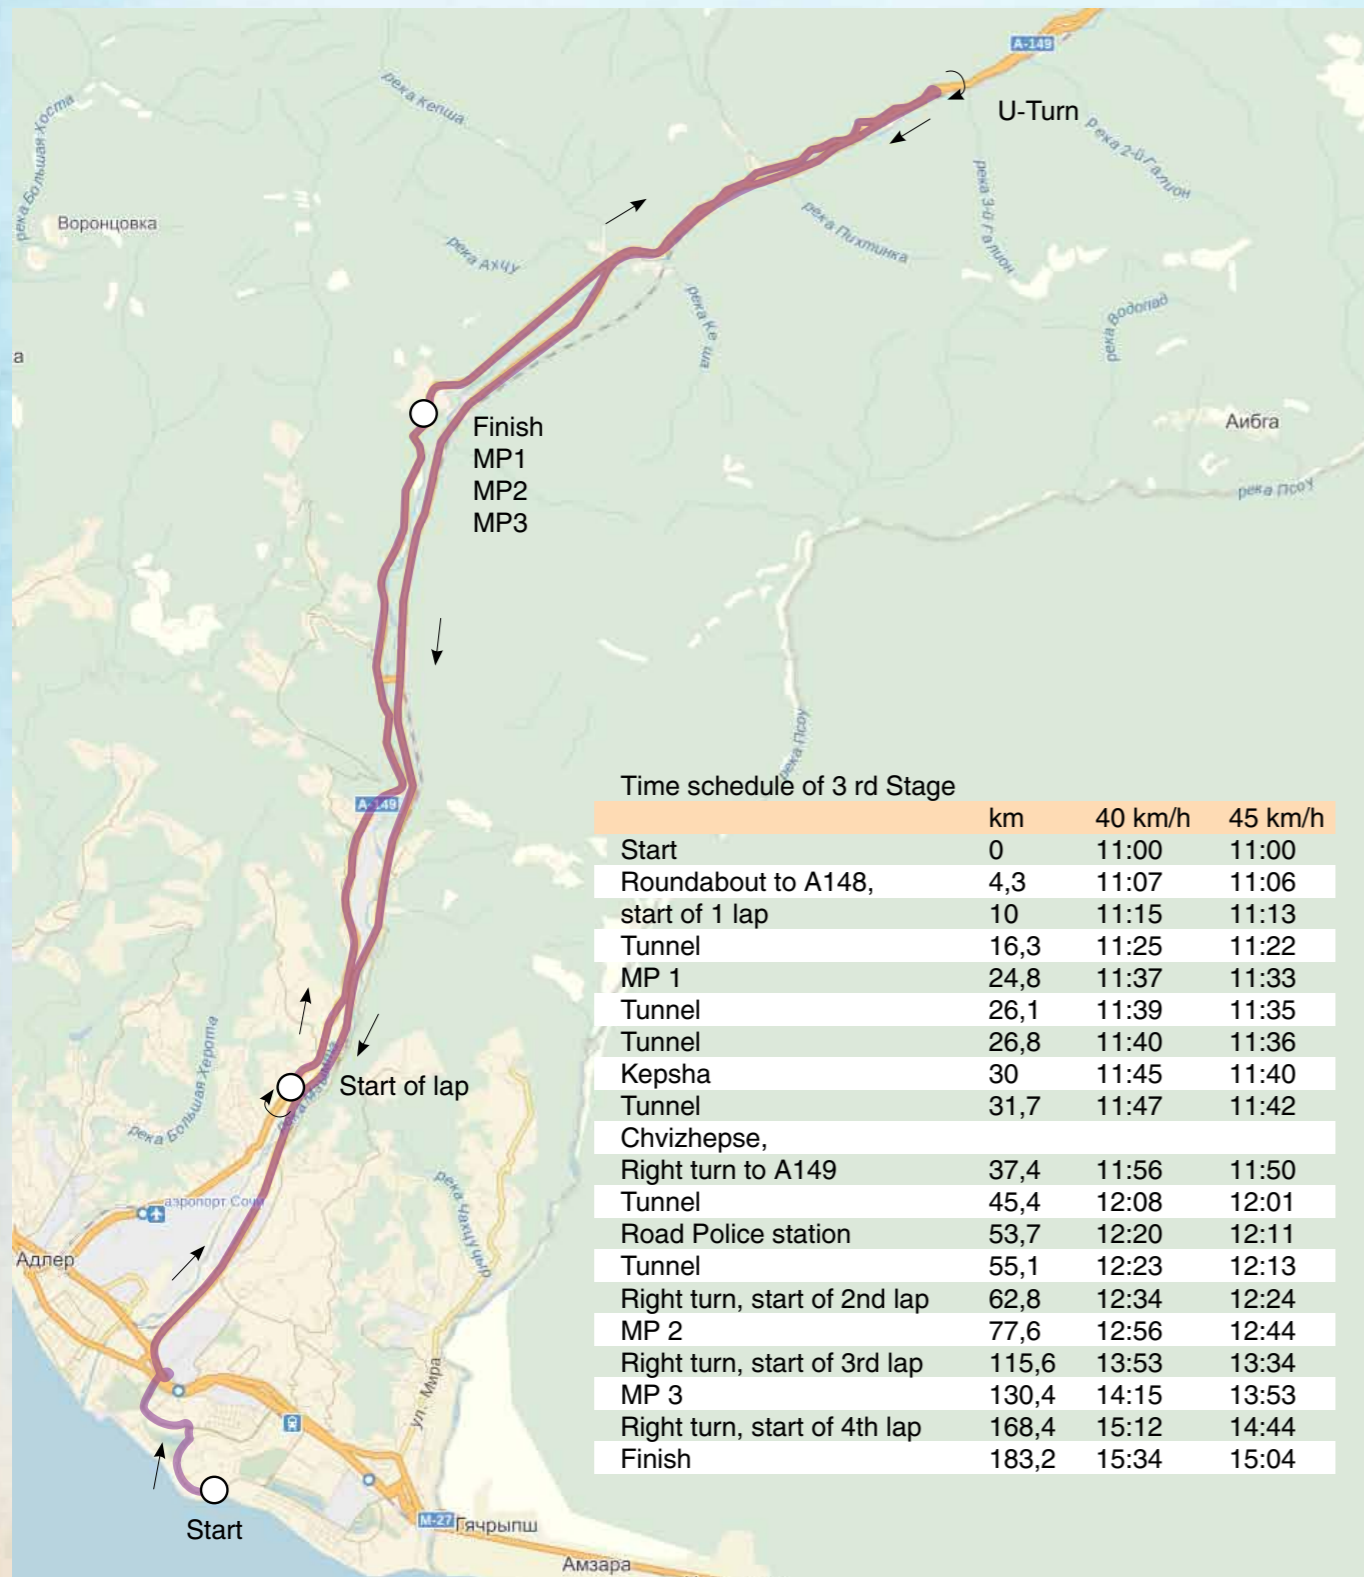 А-149
U-Turn
река Кепша
река Большая Хоста
река 2-й Галион
река 3-й Галион
Воронцовка
река Пихтинка
река Ахчу
река Ке ша
река Водопад
а
Аибга
Finish
MP1
MP2
MP3
река Псоу
река Псоу
Time schedule of 3 rd Stage
km 40 km/h 45 km/h
Start 0 11:00 11:00
Roundabout to A148, 4,3 11:07 11:06
start of 1 lap 10 11:15 11:13
Tunnel 16,3 11:25 11:22
MP 1 24,8 11:37 11:33
Tunnel 26,1 11:39 11:35
Tunnel 26,8 11:40 11:36
Kepsha 30 11:45 11:40
Tunnel 31,7 11:47 11:42
Chvizhepse,
Right turn to A149 37,4 11:56 11:50
Tunnel 45,4 12:08 12:01
Road Police station 53,7 12:20 12:11
Tunnel 55,1 12:23 12:13
Right turn, start of 2nd lap 62,8 12:34 12:24
MP 2 77,6 12:56 12:44
Right turn, start of 3rd lap 115,6 13:53 13:34
MP 3 130,4 14:15 13:53
Right turn, start of 4th lap 168,4 15:12 14:44
Finish 183,2 15:34 15:04
А-149
Start of lap
река Большая Херота
река Мзымта
аэропорт Сочи
Адлер
ул. Мира
Start
М-27
Гячрыпш
Амзара